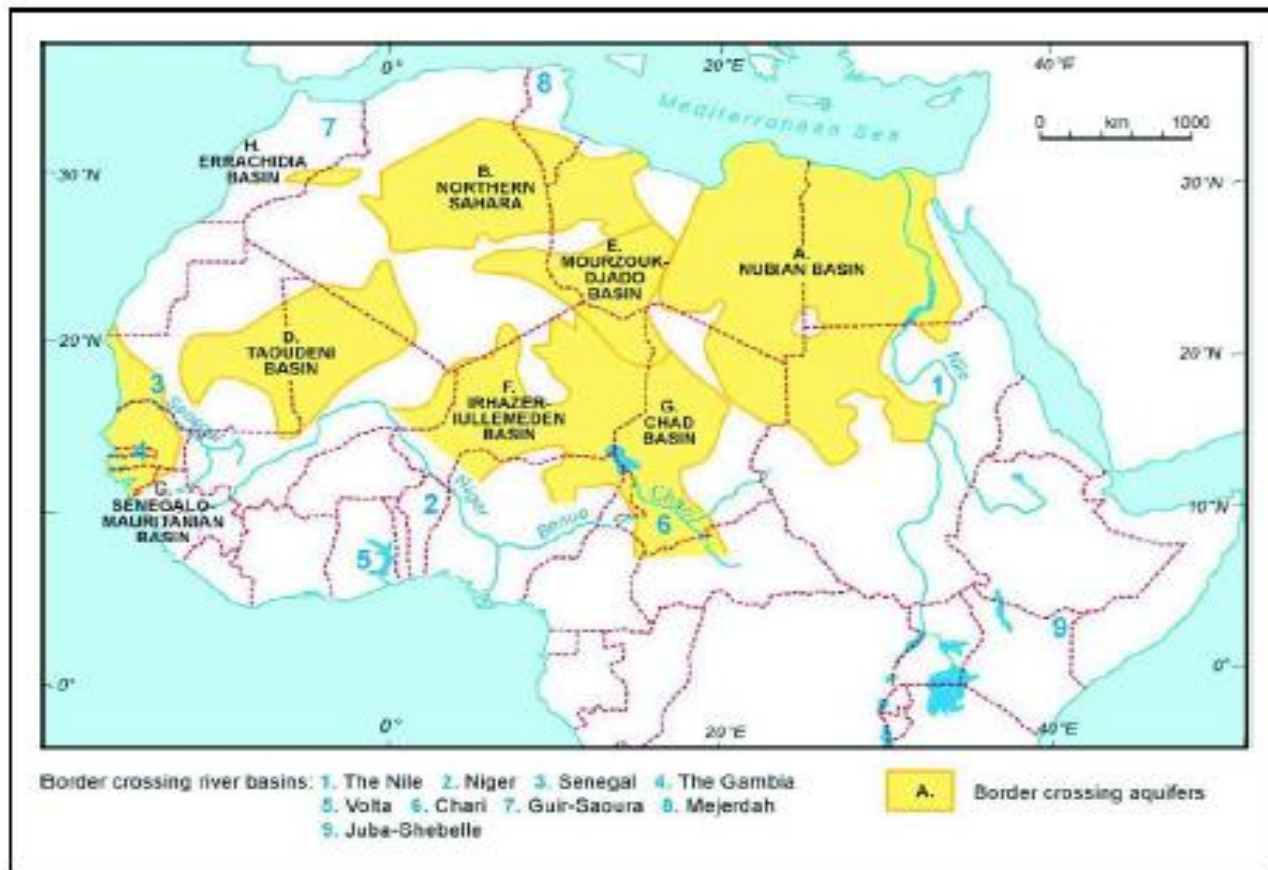 0°
20°E
40°E
8
Mediterranean Sea
0 km 1000
7
H.
ERRACHIDIA
BASIN
30°N
30°N
B.
NORTHERN
SAHARA
E.
MOURZOUK-
DJADO
BASIN
A.
NUBIAN BASIN
20°N
20°N
D.
TAOUDENI
BASIN
3
Senegal
F.
IRHAZER-
IULLEMEDEN
BASIN
G.
CHAD
BASIN
1
Nile
4
C.
SENEGALO-
MAURITANIAN
BASIN
2
Niger
Benue
Chari
6
10°N
10°N
5
9
0°
0°
0°
20°E
40°E
Border crossing river basins: 1. The Nile 2. Niger 3. Senegal 4. The Gambia
5. Volta 6. Chari 7. Guir-Saoura 8. Mejerdah
9. Juba-Shebelle
A. Border crossing aquifers